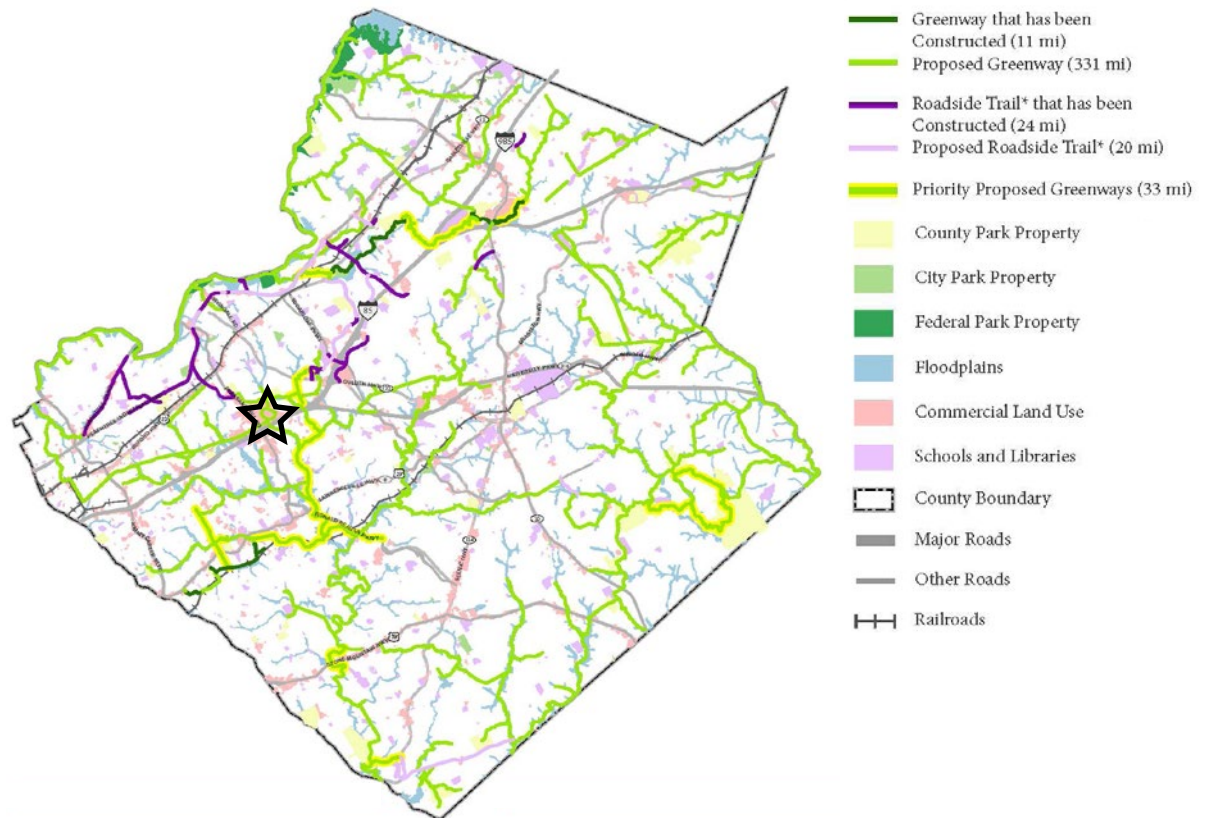 Greenway that has been
Constructed (11 mi)
Proposed Greenway (331 mi)
Roadside Trail* that has been
Constructed (24 mi)
Proposed Roadside Trail* (20 mi)
Priority Proposed Greenways (33 mi)
County Park Property
City Park Property
Federal Park Property
Floodplains
Commercial Land Use
Schools and Libraries
County Boundary
Major Roads
Other Roads
Railroads
985
85